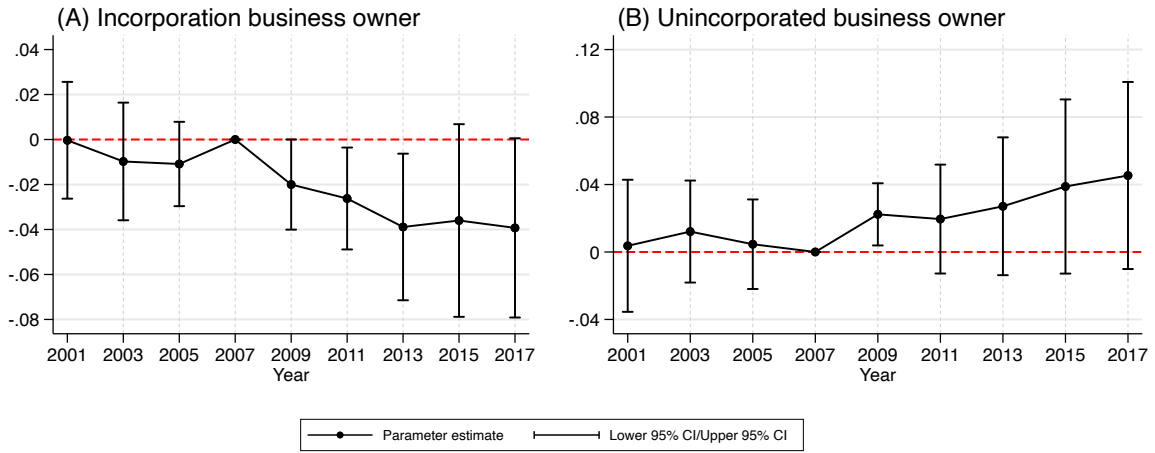 (A) Incorporation business owner
.04
.02
0
-.02
-.04
-.06
-.08
2001 2003 2005 2007 2009 2011 2013 2015 2017
Year
(B) Unincorporated business owner
.12
.08
.04
0
-.04
2001 2003 2005 2007 2009 2011 2013 2015 2017
Year
Parameter estimate
Lower 95% CI/Upper 95% CI